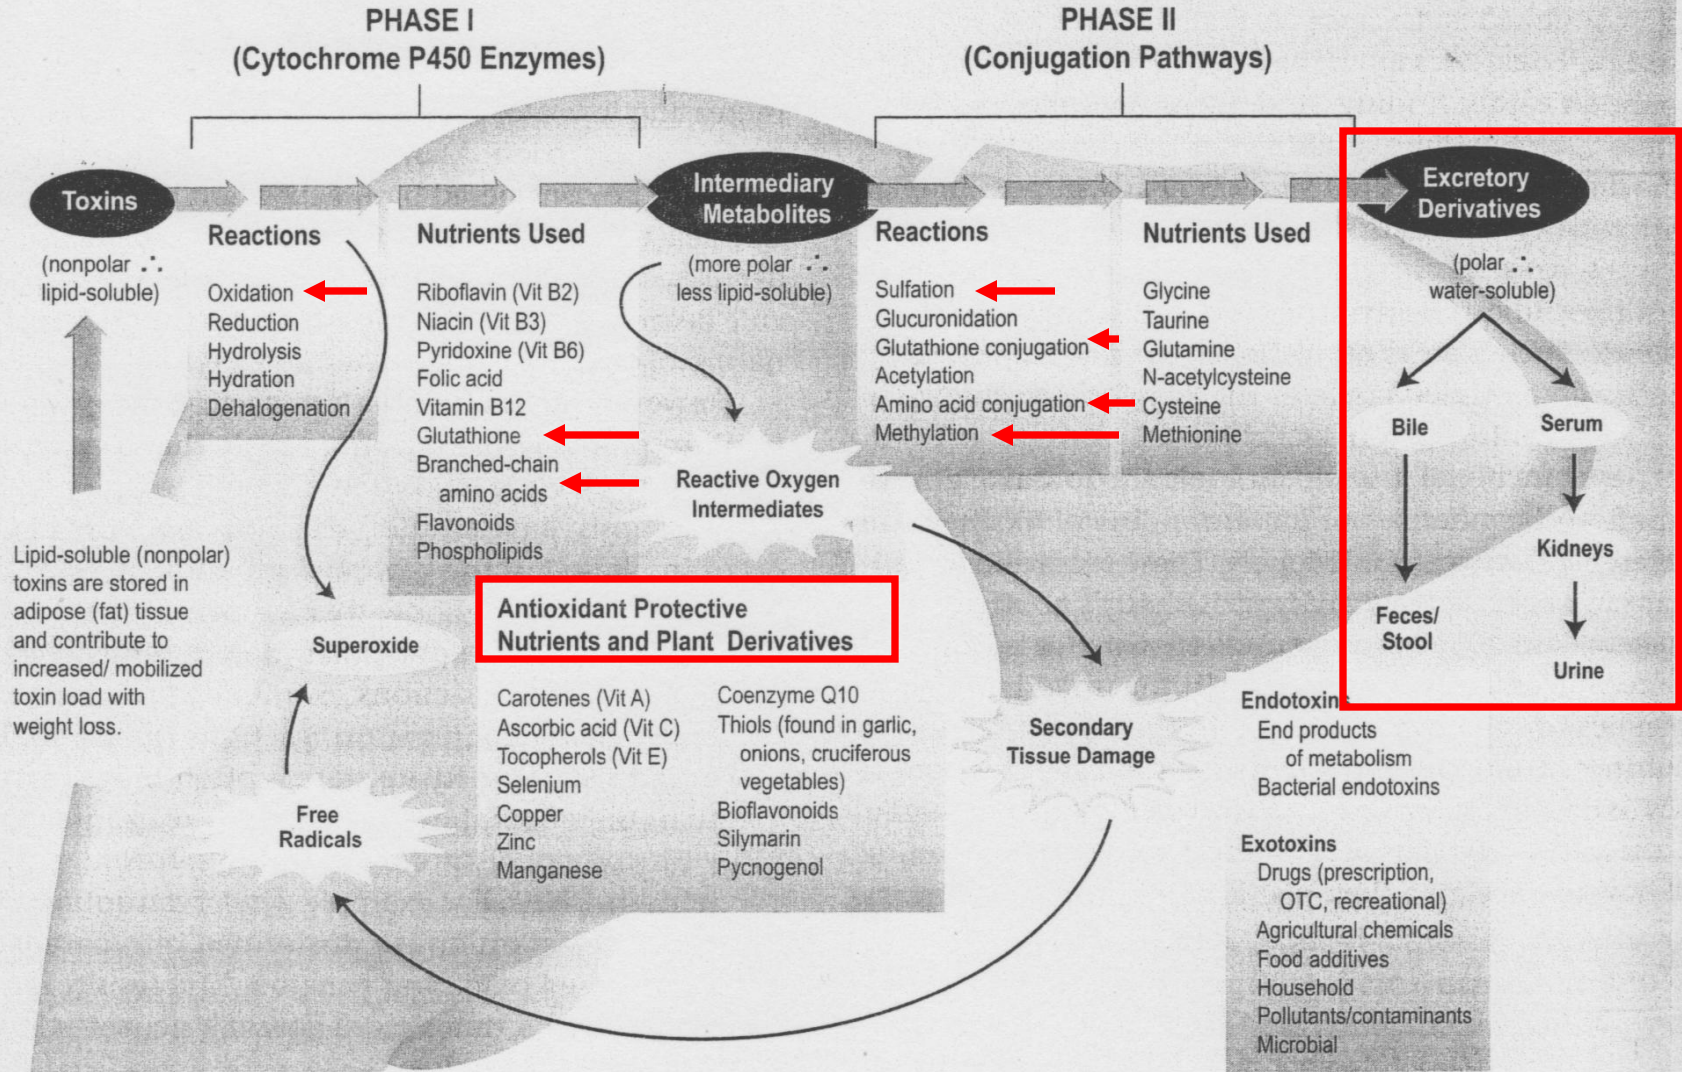 PHASE I
(Cytochrome P450 Enzymes)
PHASE II
(Conjugation Pathways)
Toxins
(nonpolar ∴
lipid-soluble)
Lipid-soluble (nonpolar)
toxins are stored in
adipose (fat) tissue
and contribute to
increased/ mobilized
toxin load with
weight loss.
Reactions
Oxidation
Reduction
Hydrolysis
Hydration
Dehalogenation
Nutrients Used
Riboflavin (Vit B2)
Niacin (Vit B3)
Pyridoxine (Vit B6)
Folic acid
Vitamin B12
Glutathione
Branched-chain
amino acids
Flavonoids
Phospholipids
Intermediary
Metabolites
(more polar ∴
less lipid-soluble)
Reactive Oxygen
Intermediates
Reactions
Sulfation
Glucuronidation
Glutathione conjugation
Acetylation
Amino acid conjugation
Methylation
Nutrients Used
Glycine
Taurine
Glutamine
N-acetylcysteine
Cysteine
Methionine
Excretory
Derivatives
(polar ∴
water-soluble)
Bile
Serum
Kidneys
Feces/
Stool
Urine
Superoxide
Free
Radicals
Antioxidant Protective
Nutrients and Plant Derivatives
Carotenes (Vit A)
Ascorbic acid (Vit C)
Tocopherols (Vit E)
Selenium
Copper
Zinc
Manganese
Coenzyme Q10
Thiols (found in garlic,
onions, cruciferous
vegetables)
Bioflavonoids
Silymarin
Pycnogenol
Secondary
Tissue Damage
Endotoxins
End products
of metabolism
Bacterial endotoxins
Exotoxins
Drugs (prescription,
OTC, recreational)
Agricultural chemicals
Food additives
Household
Pollutants/contaminants
Microbial